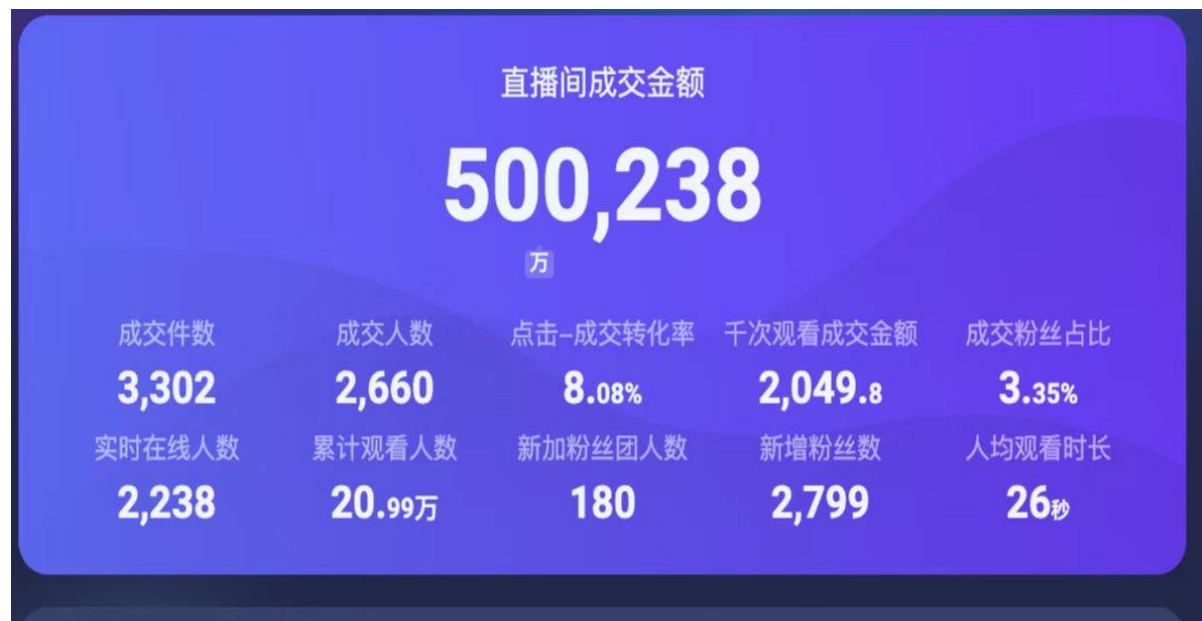 直播间成交金额
500,238
万
成交件数 成交人数 点击-成交转化率 千次观看成交金额 成交粉丝占比
3,302 2,660 8.08% 2,049.8 3.35%
实时在线人数 累计观看人数 新加粉丝团人数 新增粉丝数 人均观看时长
2,238 20.99万 180 2,799 26秒